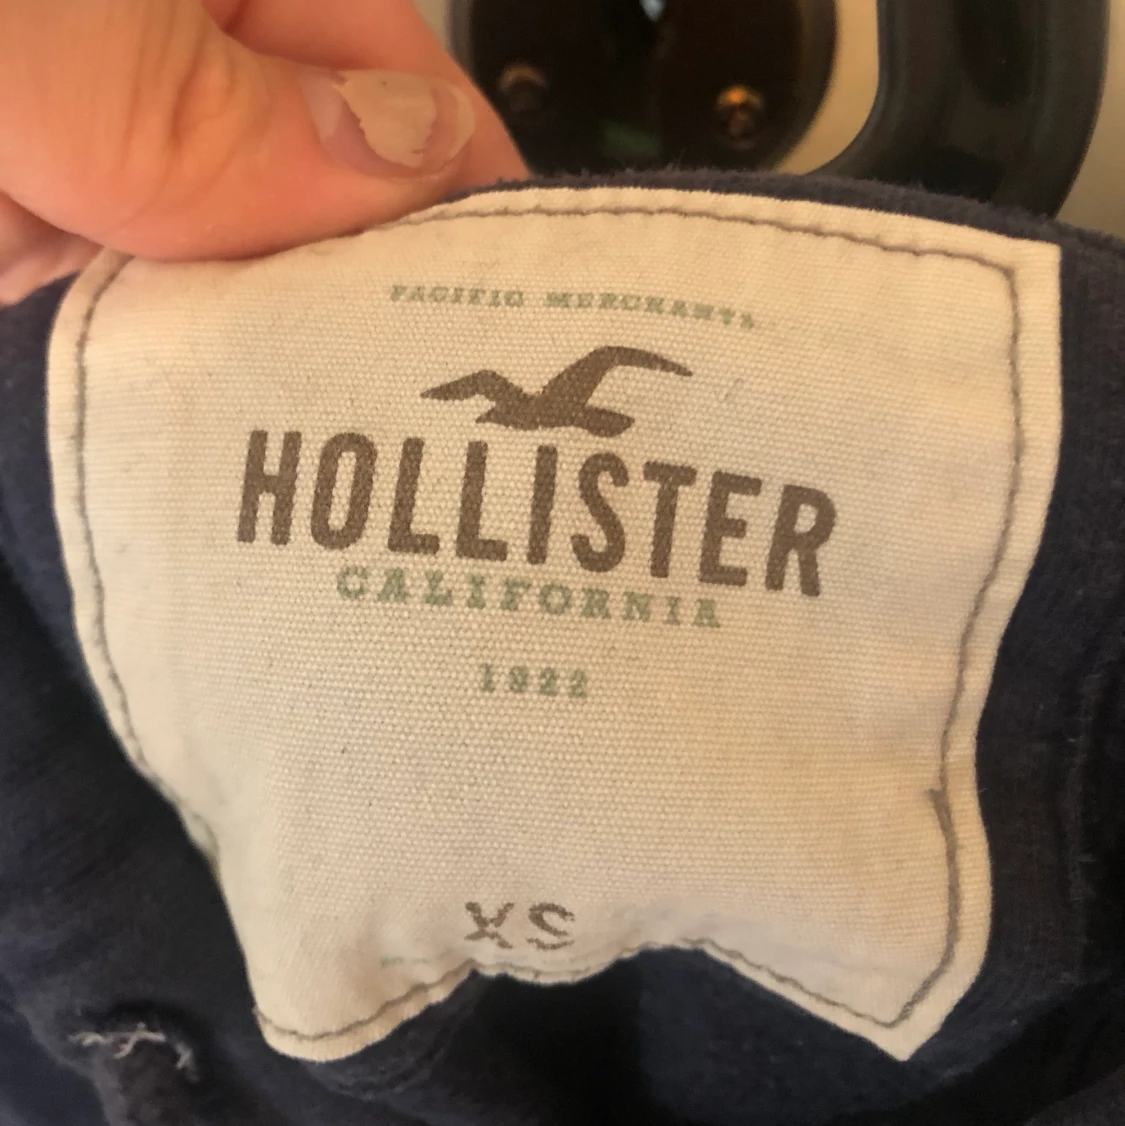 PACIFIC MERCHANTS
HOLLISTER
CALIFORNIA
1922
XS